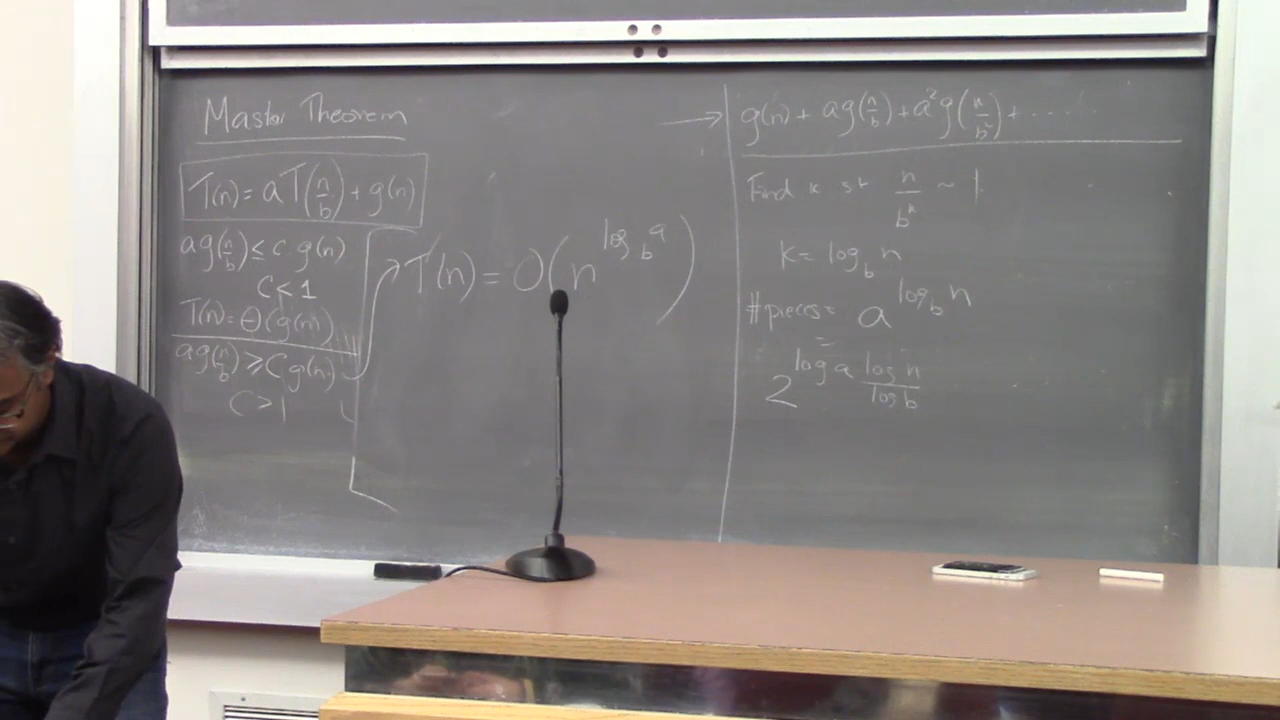 Master Theorem
T(n) = aT(n/b) + g(n)
ag(n/b) ≤ c g(n)
C < 1
T(n) = Θ(g(n))
ag(n/b) ≥ C g(n)
C > 1
T(n) = O(n^{log_b a})
g(n) + ag(n/b) + a²g(n/b²) + .....
Find k st n/b^k ~ 1
k = log_b n
#pieces = a^{log_b n}
=
2^{log a log n / log b}